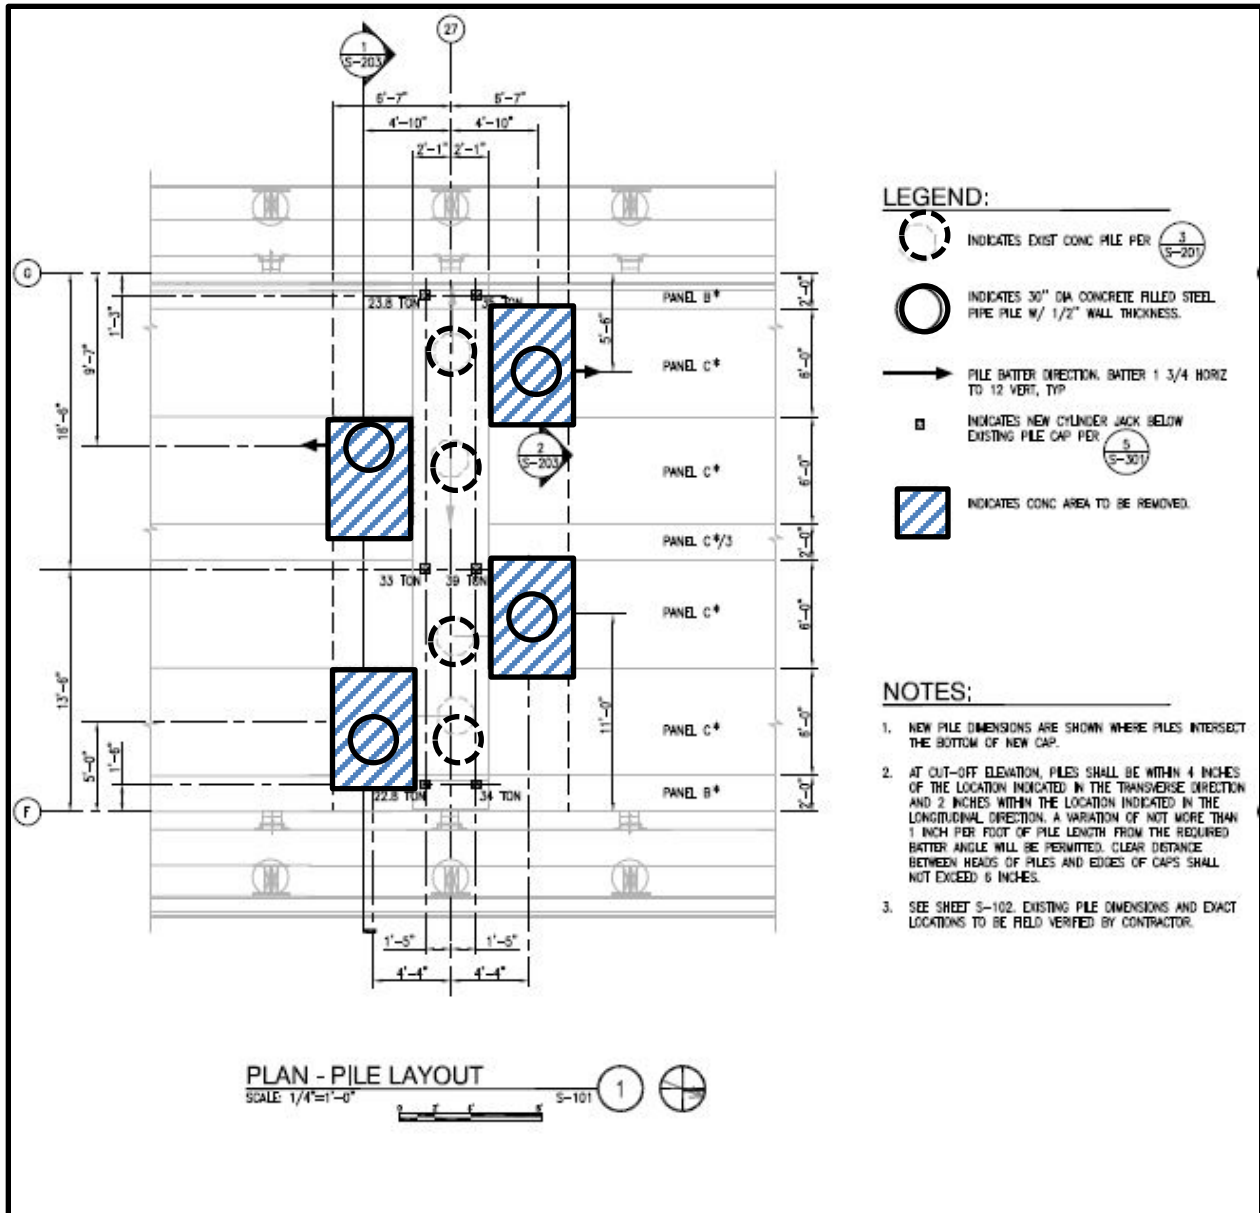 1
S-203
27
6'-7" 6'-7"
4'-10" 4'-10"
2'-1" 2'-1"
G
1'-3"
9'-7"
16'-6"
13'-6"
5'-0"
1'-6"
F
23.8 TON
5'-6"
2
S-203
33 TON 39 TON
11'-0"
22.8 TON 34 TON
PANEL B*
PANEL C*
PANEL C*
PANEL C*/3
PANEL C*
PANEL C*
PANEL B*
2'-0"
6'-0"
6'-0"
2'-0"
6'-0"
6'-0"
2'-0"
1'-5" 1'-5"
4'-4" 4'-4"
PLAN - PILE LAYOUT
SCALE: 1/4"=1'-0"
S-101
1
LEGEND:
INDICATES EXIST CONC PILE PER
3
S-201
INDICATES 30" DIA CONCRETE FILLED STEEL
PIPE PILE W/ 1/2" WALL THICKNESS.
PILE BATTER DIRECTION. BATTER 1 3/4 HORIZ
TO 12 VERT, TYP
INDICATES NEW CYLINDER JACK BELOW
EXISTING PILE CAP PER
5
S-301
INDICATES CONC AREA TO BE REMOVED.
NOTES:
1. NEW PILE DIMENSIONS ARE SHOWN WHERE PILES INTERSECT
THE BOTTOM OF NEW CAP.
2. AT CUT-OFF ELEVATION, PILES SHALL BE WITHIN 4 INCHES
OF THE LOCATION INDICATED IN THE TRANSVERSE DIRECTION
AND 2 INCHES WITHIN THE LOCATION INDICATED IN THE
LONGITUDINAL DIRECTION. A VARIATION OF NOT MORE THAN
1 INCH PER FOOT OF PILE LENGTH FROM THE REQUIRED
BATTER ANGLE WILL BE PERMITTED. CLEAR DISTANCE
BETWEEN HEADS OF PILES AND EDGES OF CAPS SHALL
NOT EXCEED 6 INCHES.
3. SEE SHEET S-102. EXISTING PILE DIMENSIONS AND EXACT
LOCATIONS TO BE FIELD VERIFIED BY CONTRACTOR.